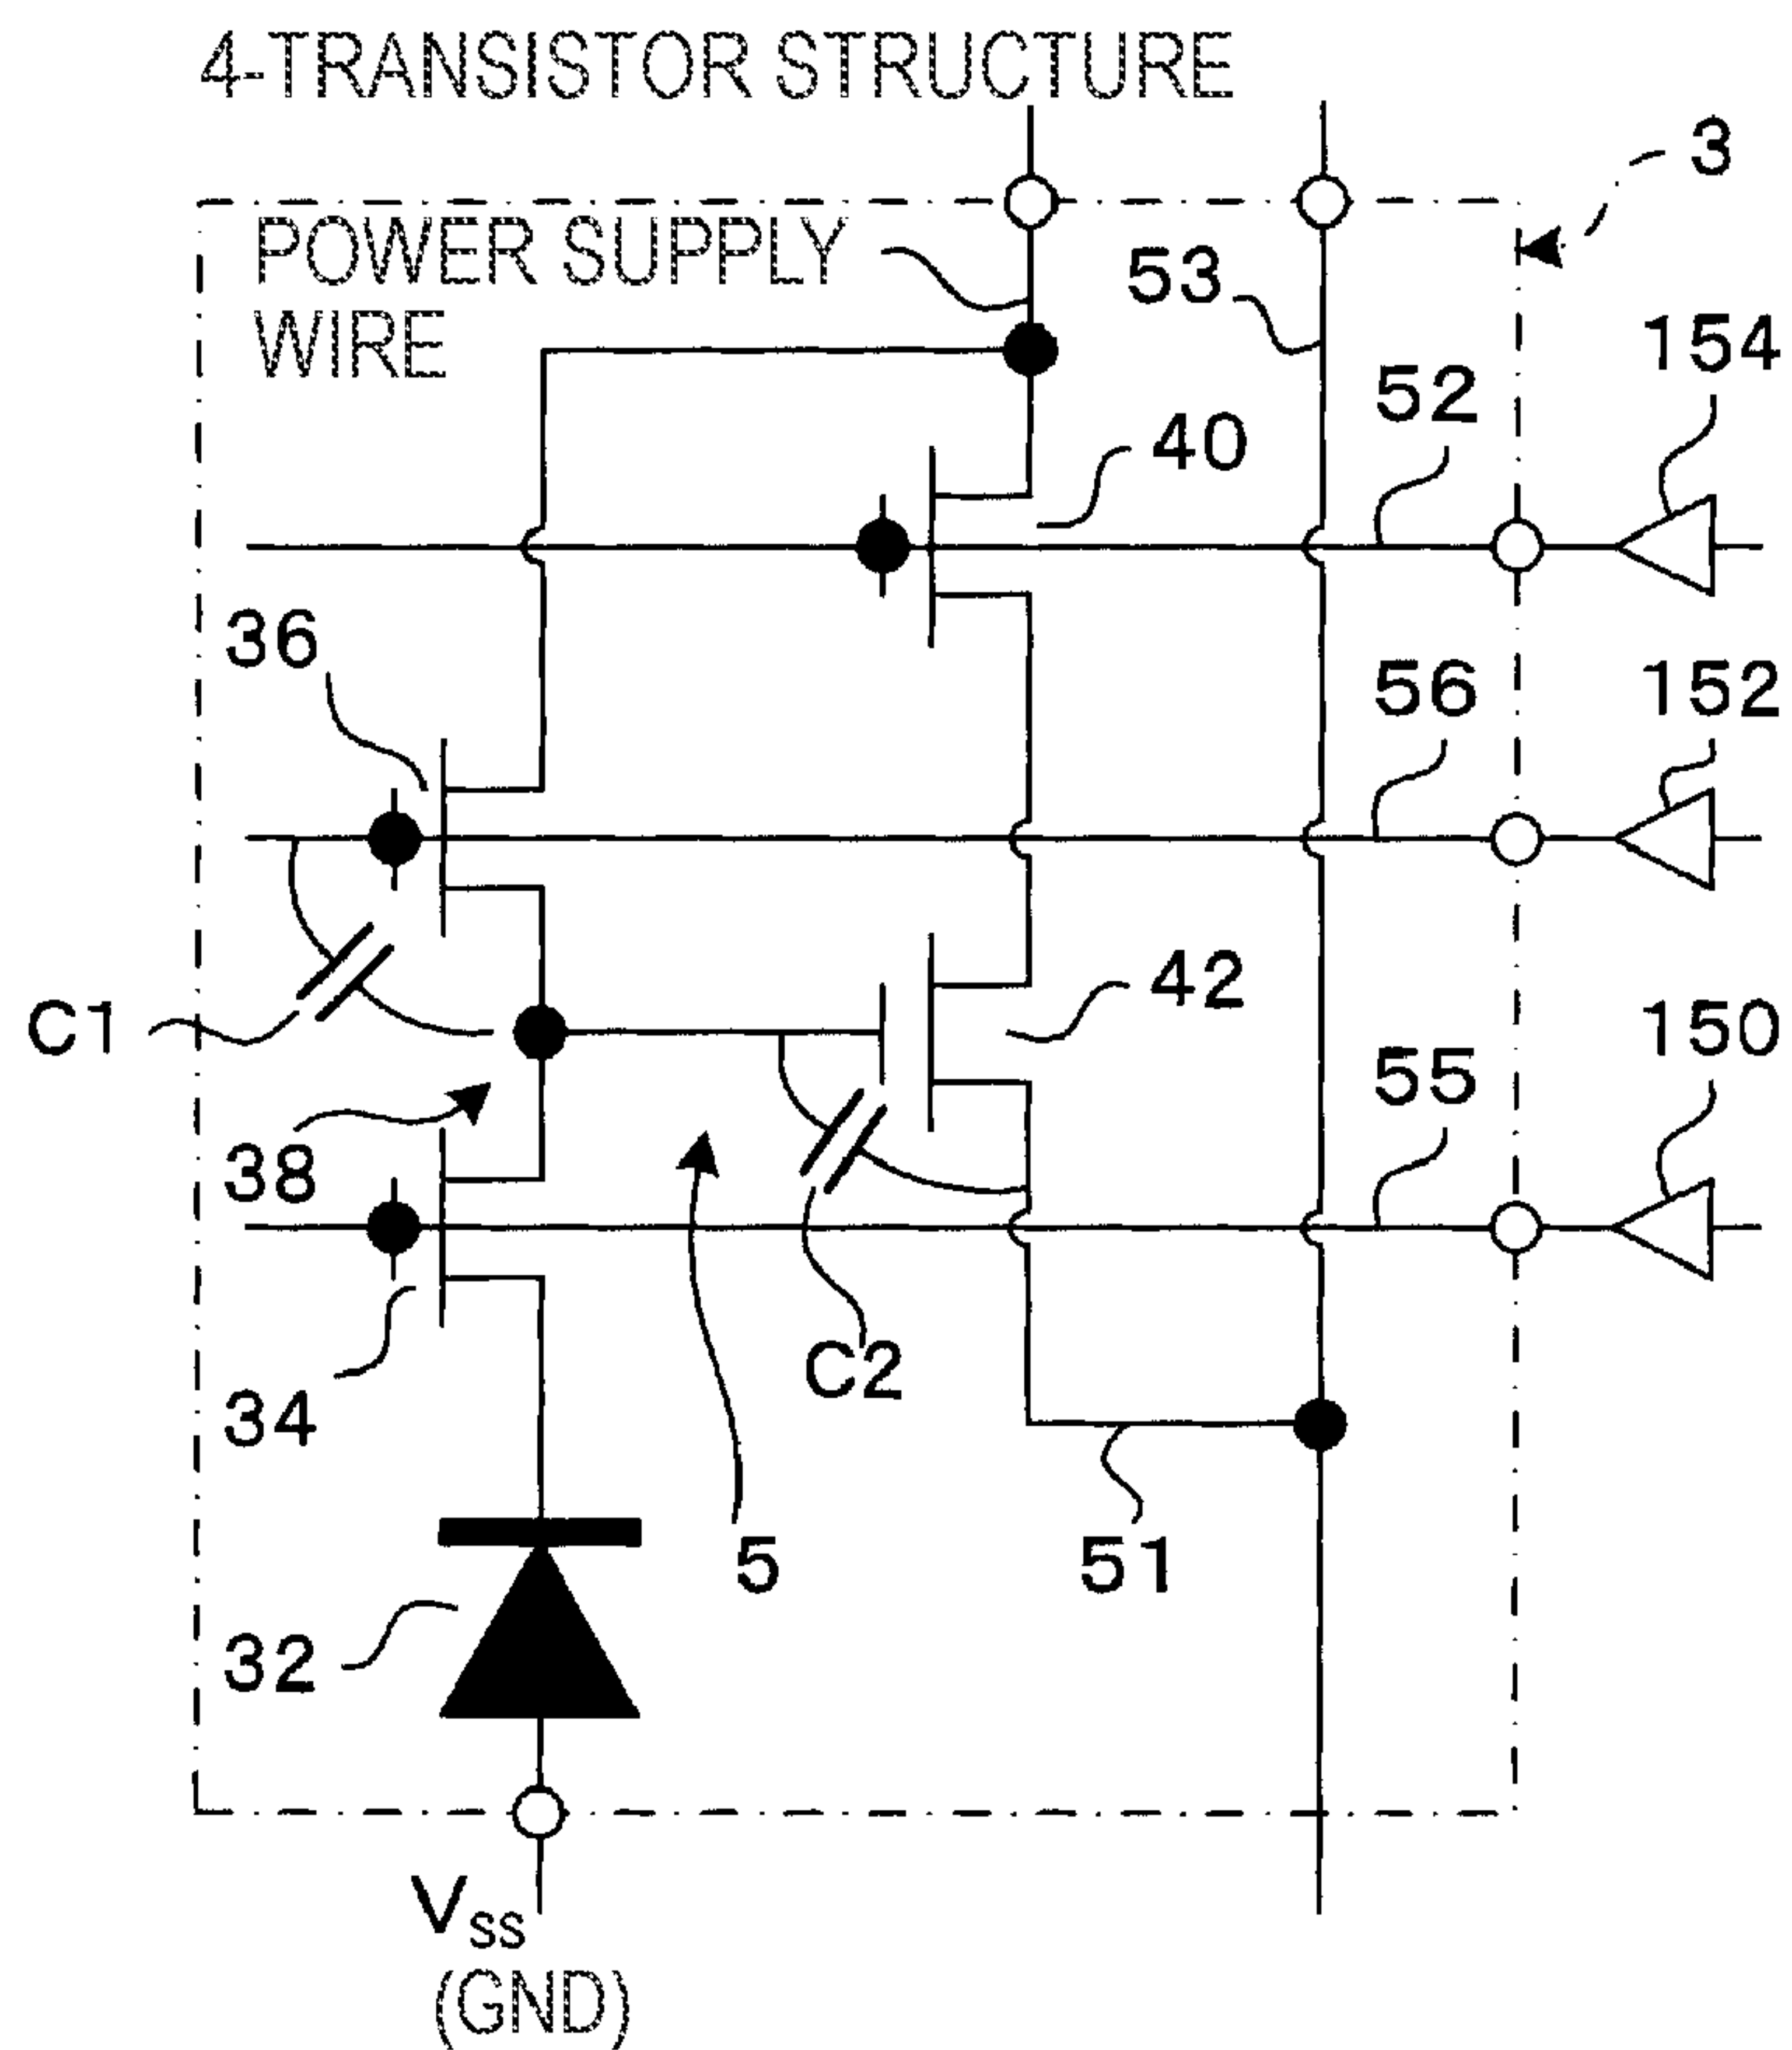 4-TRANSISTOR STRUCTURE
3
POWER SUPPLY
WIRE
53
154
52
40
36
56
152
42
C1
150
55
38
C2
34
5
51
32
VSS
(GND)